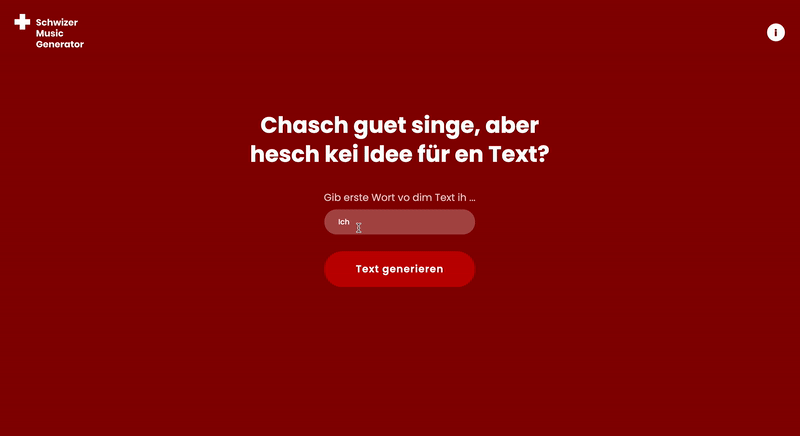 Schwizer
Music
Generator
i
Chasch guet singe, aber
hesch kei Idee für en Text?
Gib erste Wort vo dim Text ih ...
Ich
Text generieren